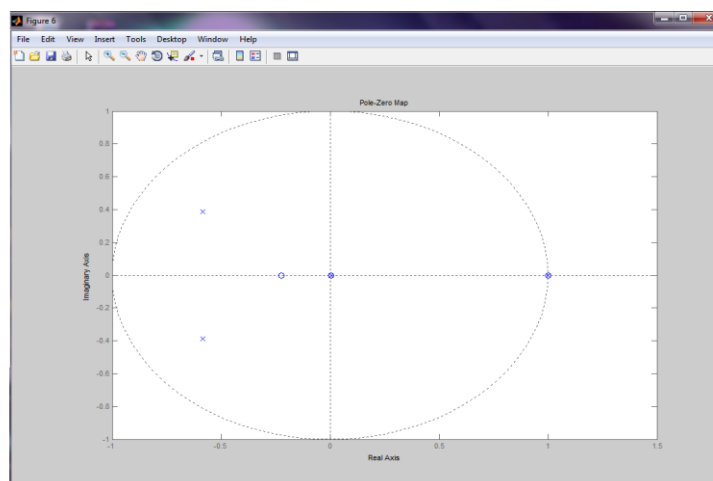 Figure 6
File Edit View Insert Tools Desktop Window Help
Pole-Zero Map
1
0.8
0.6
0.4
0.2
0
-0.2
-0.4
-0.6
-0.8
-1
Imaginary Axis
-1 -0.5 0 0.5 1 1.5
Real Axis